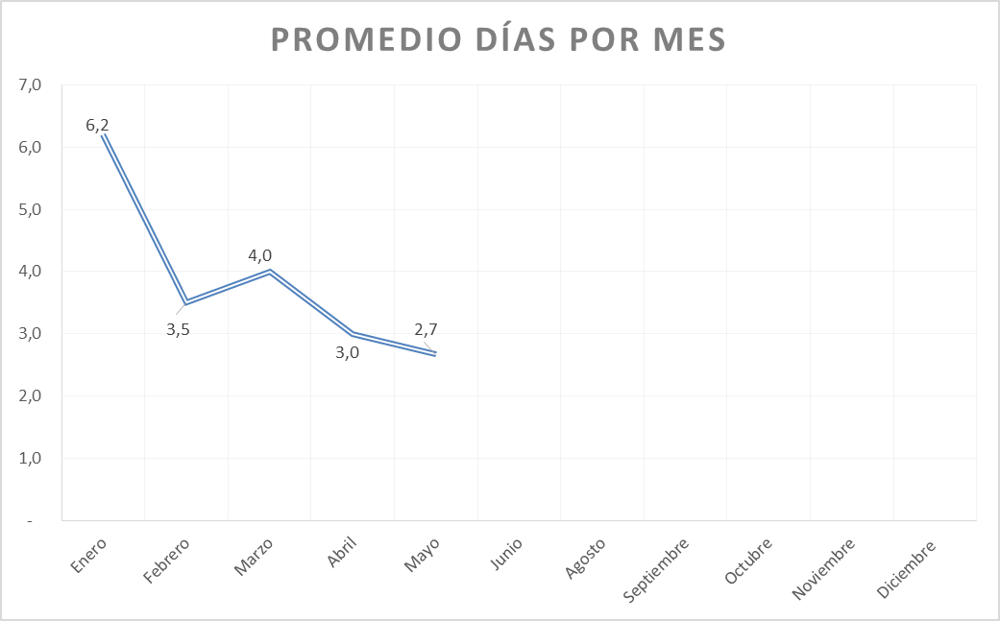 PROMEDIO DÍAS POR MES
7,0
6,0
5,0
4,0
3,0
2,0
1,0
-
6,2
3,5
4,0
3,0
2,7
Enero
Febrero
Marzo
Abril
Mayo
Junio
Agosto
Septiembre
Octubre
Noviembre
Diciembre